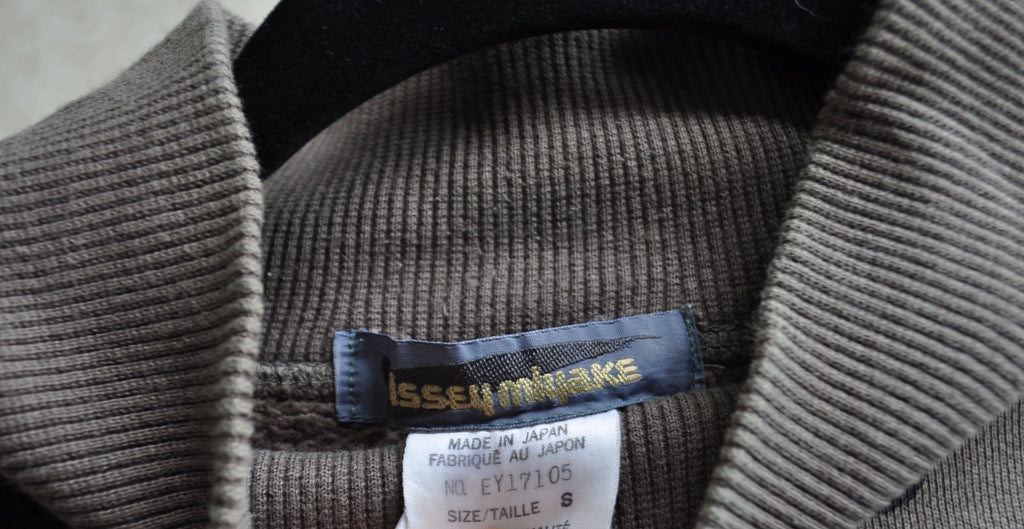 ISSEY MIYAKE
MADE IN JAPAN
FABRIQUÉ AU JAPON
NO. EY17105
SIZE/TAILLE S